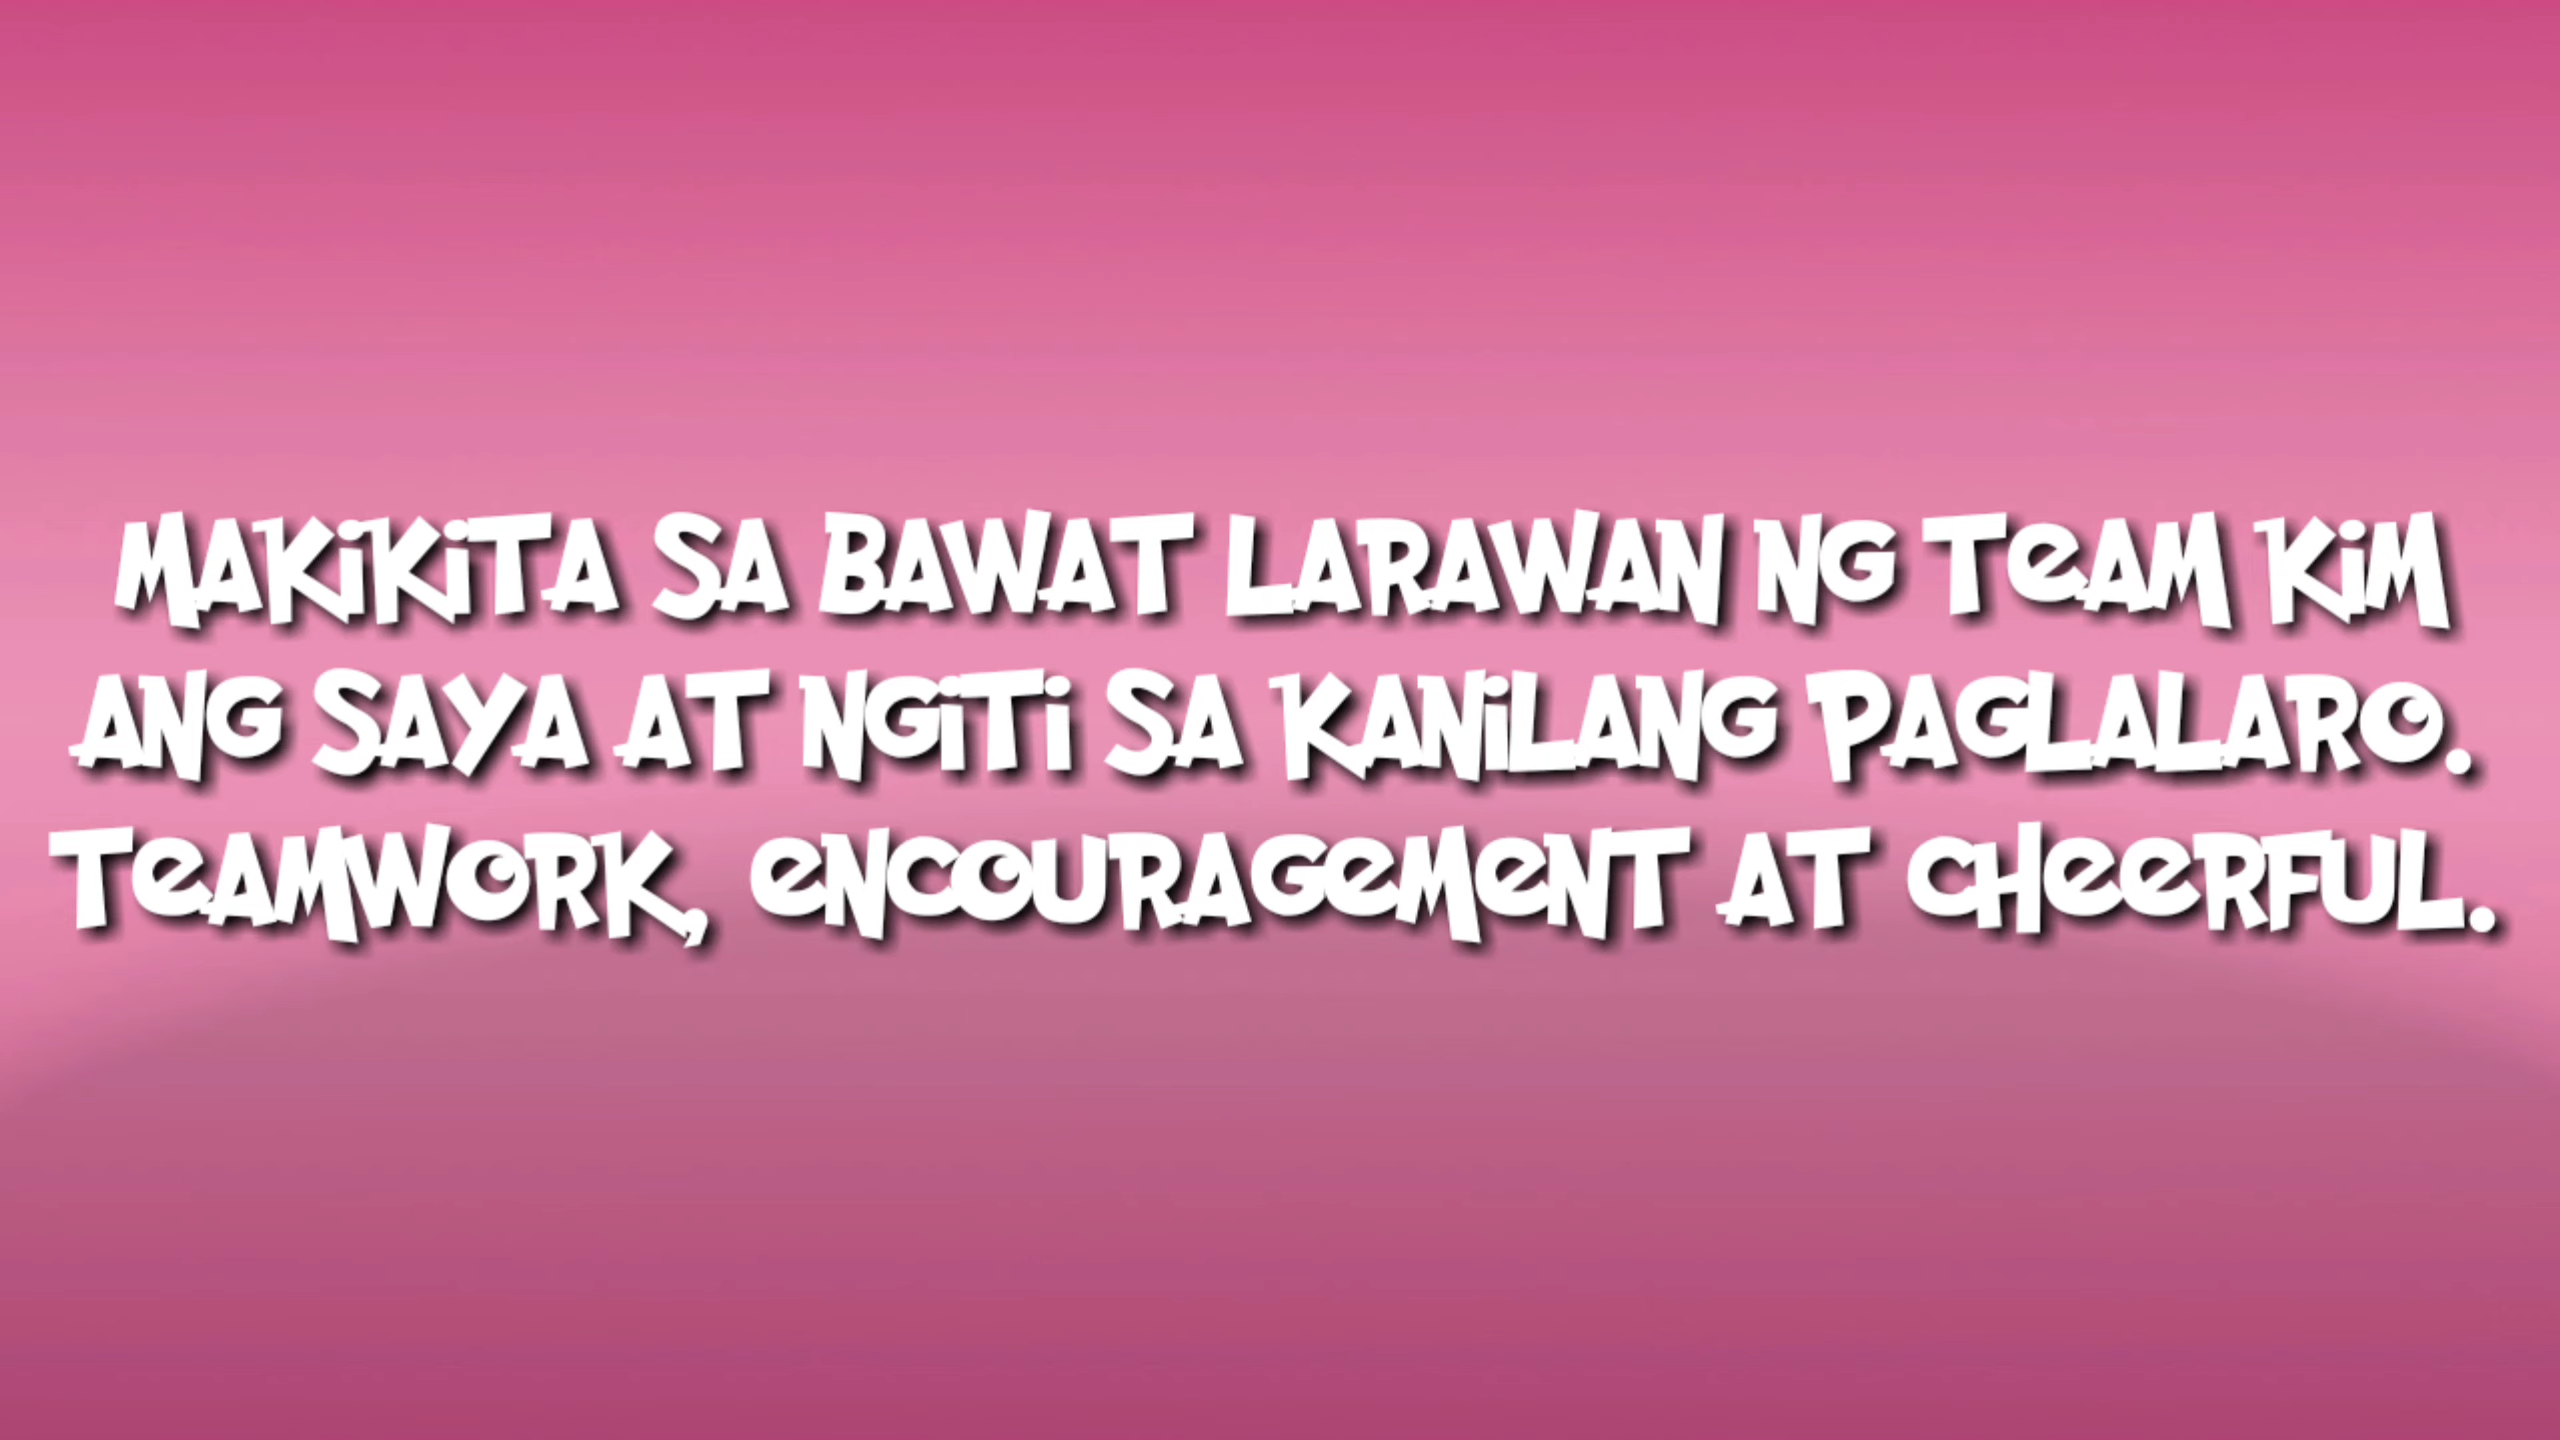 Makikita sa bawat larawan ng Team Kim
ang saya at ngiti sa kanilang paglalaro.
Teamwork, encouragement at cheerful.